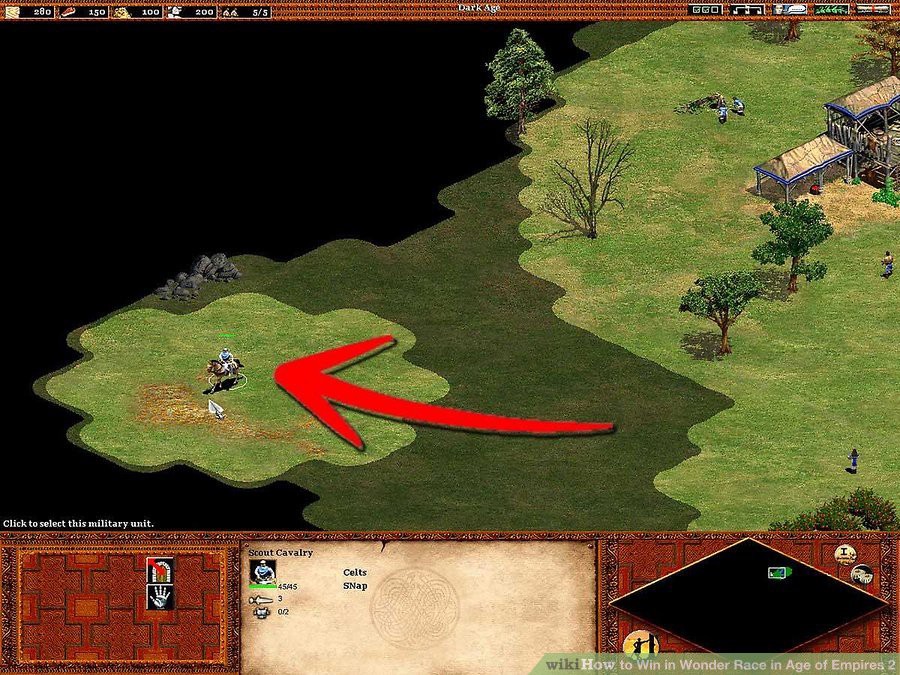 280 150 100 200 5/5
Dark Age
Click to select this military unit.
Scout Cavalry
45/45
3
0/2
Celts
SNap
I
wikiHow to Win in Wonder Race in Age of Empires 2